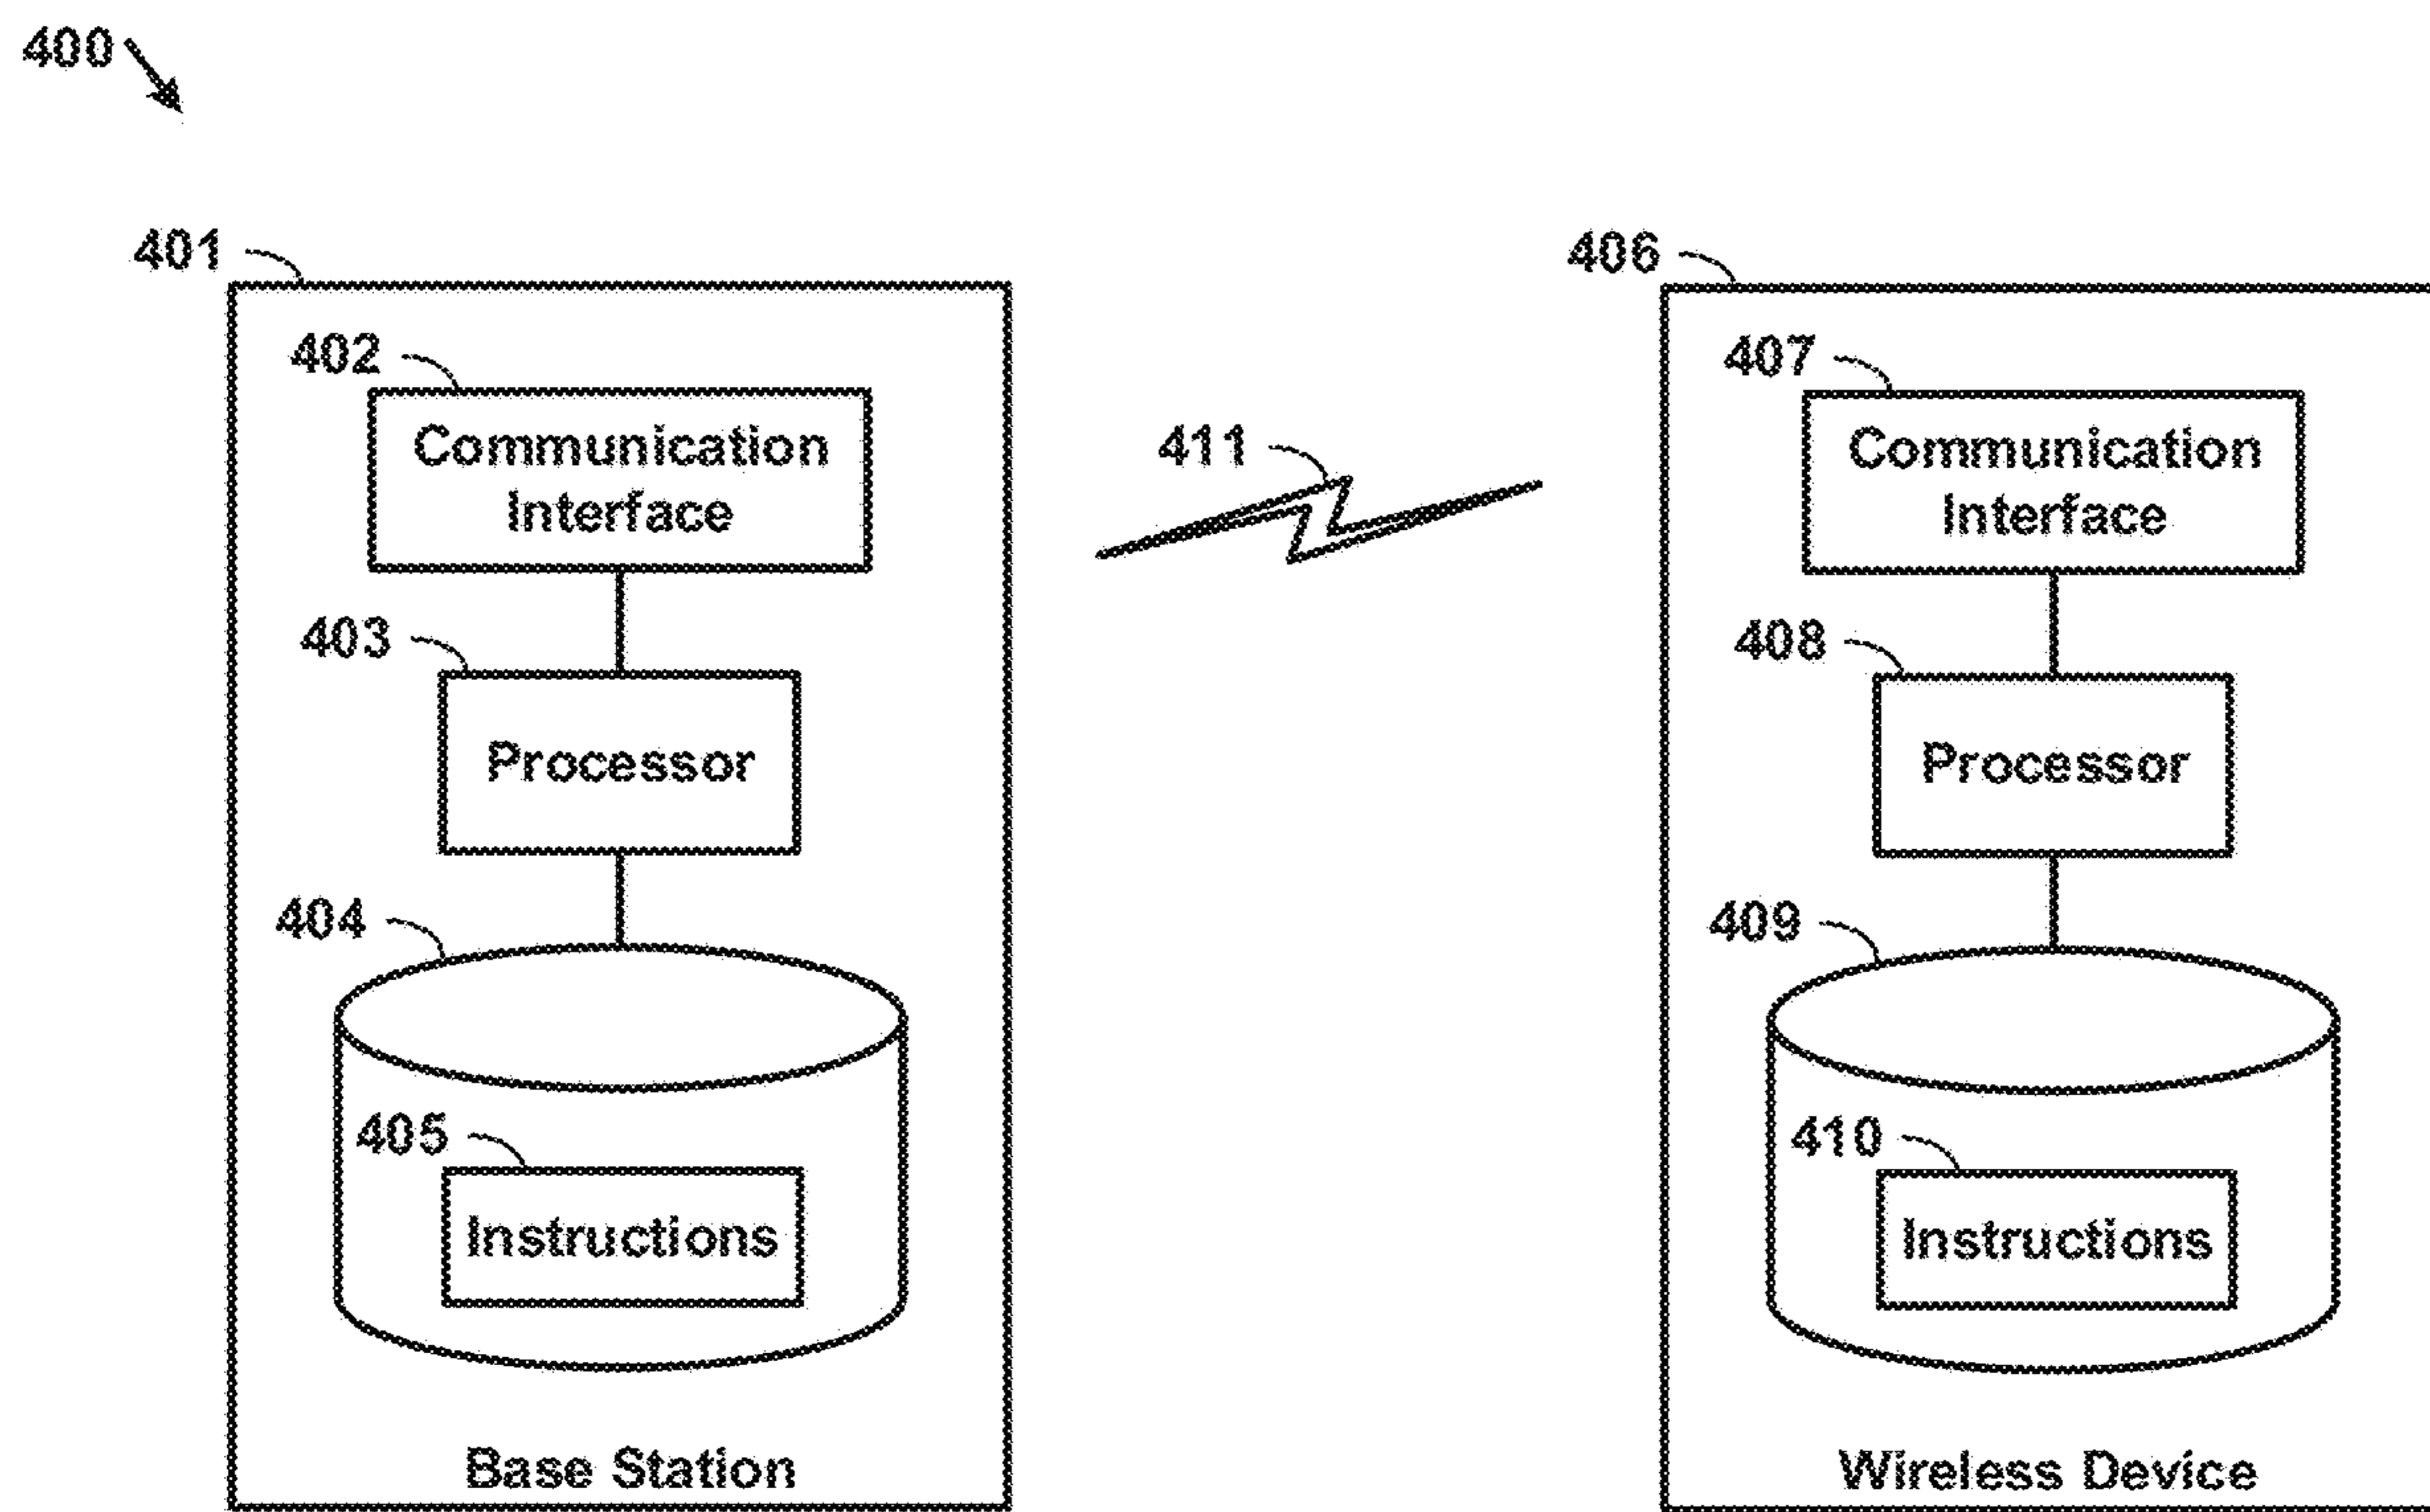 400
401
402
Communication
Interface
403
Processor
404
405
Instructions
Base Station
411
406
407
Communication
Interface
408
Processor
409
410
Instructions
Wireless Device